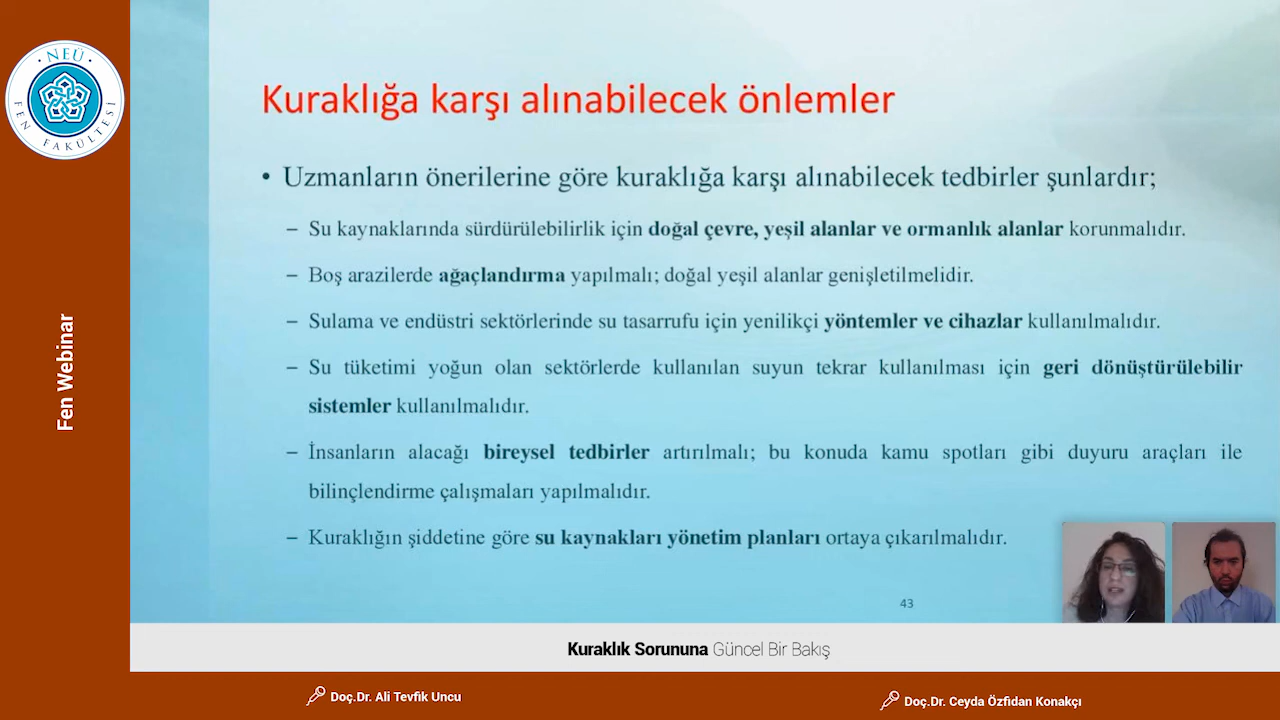 NEÜ
FEN FAKÜLTESİ
Fen Webinar
Kuraklığa karşı alınabilecek önlemler
• Uzmanların önerilerine göre kuraklığa karşı alınabilecek tedbirler şunlardır;
– Su kaynaklarında sürdürülebilirlik için doğal çevre, yeşil alanlar ve ormanlık alanlar korunmalıdır.
– Boş arazilerde ağaçlandırma yapılmalı; doğal yeşil alanlar genişletilmelidir.
– Sulama ve endüstri sektörlerinde su tasarrufu için yenilikçi yöntemler ve cihazlar kullanılmalıdır.
– Su tüketimi yoğun olan sektörlerde kullanılan suyun tekrar kullanılması için geri dönüştürülebilir
sistemler kullanılmalıdır.
– İnsanların alacağı bireysel tedbirler artırılmalı; bu konuda kamu spotları gibi duyuru araçları ile
bilinçlendirme çalışmaları yapılmalıdır.
– Kuraklığın şiddetine göre su kaynakları yönetim planları ortaya çıkarılmalıdır.
43
Kuraklık Sorununa Güncel Bir Bakış
Doç.Dr. Ali Tevfik Uncu
Doç.Dr. Ceyda Özfidan Konakçı